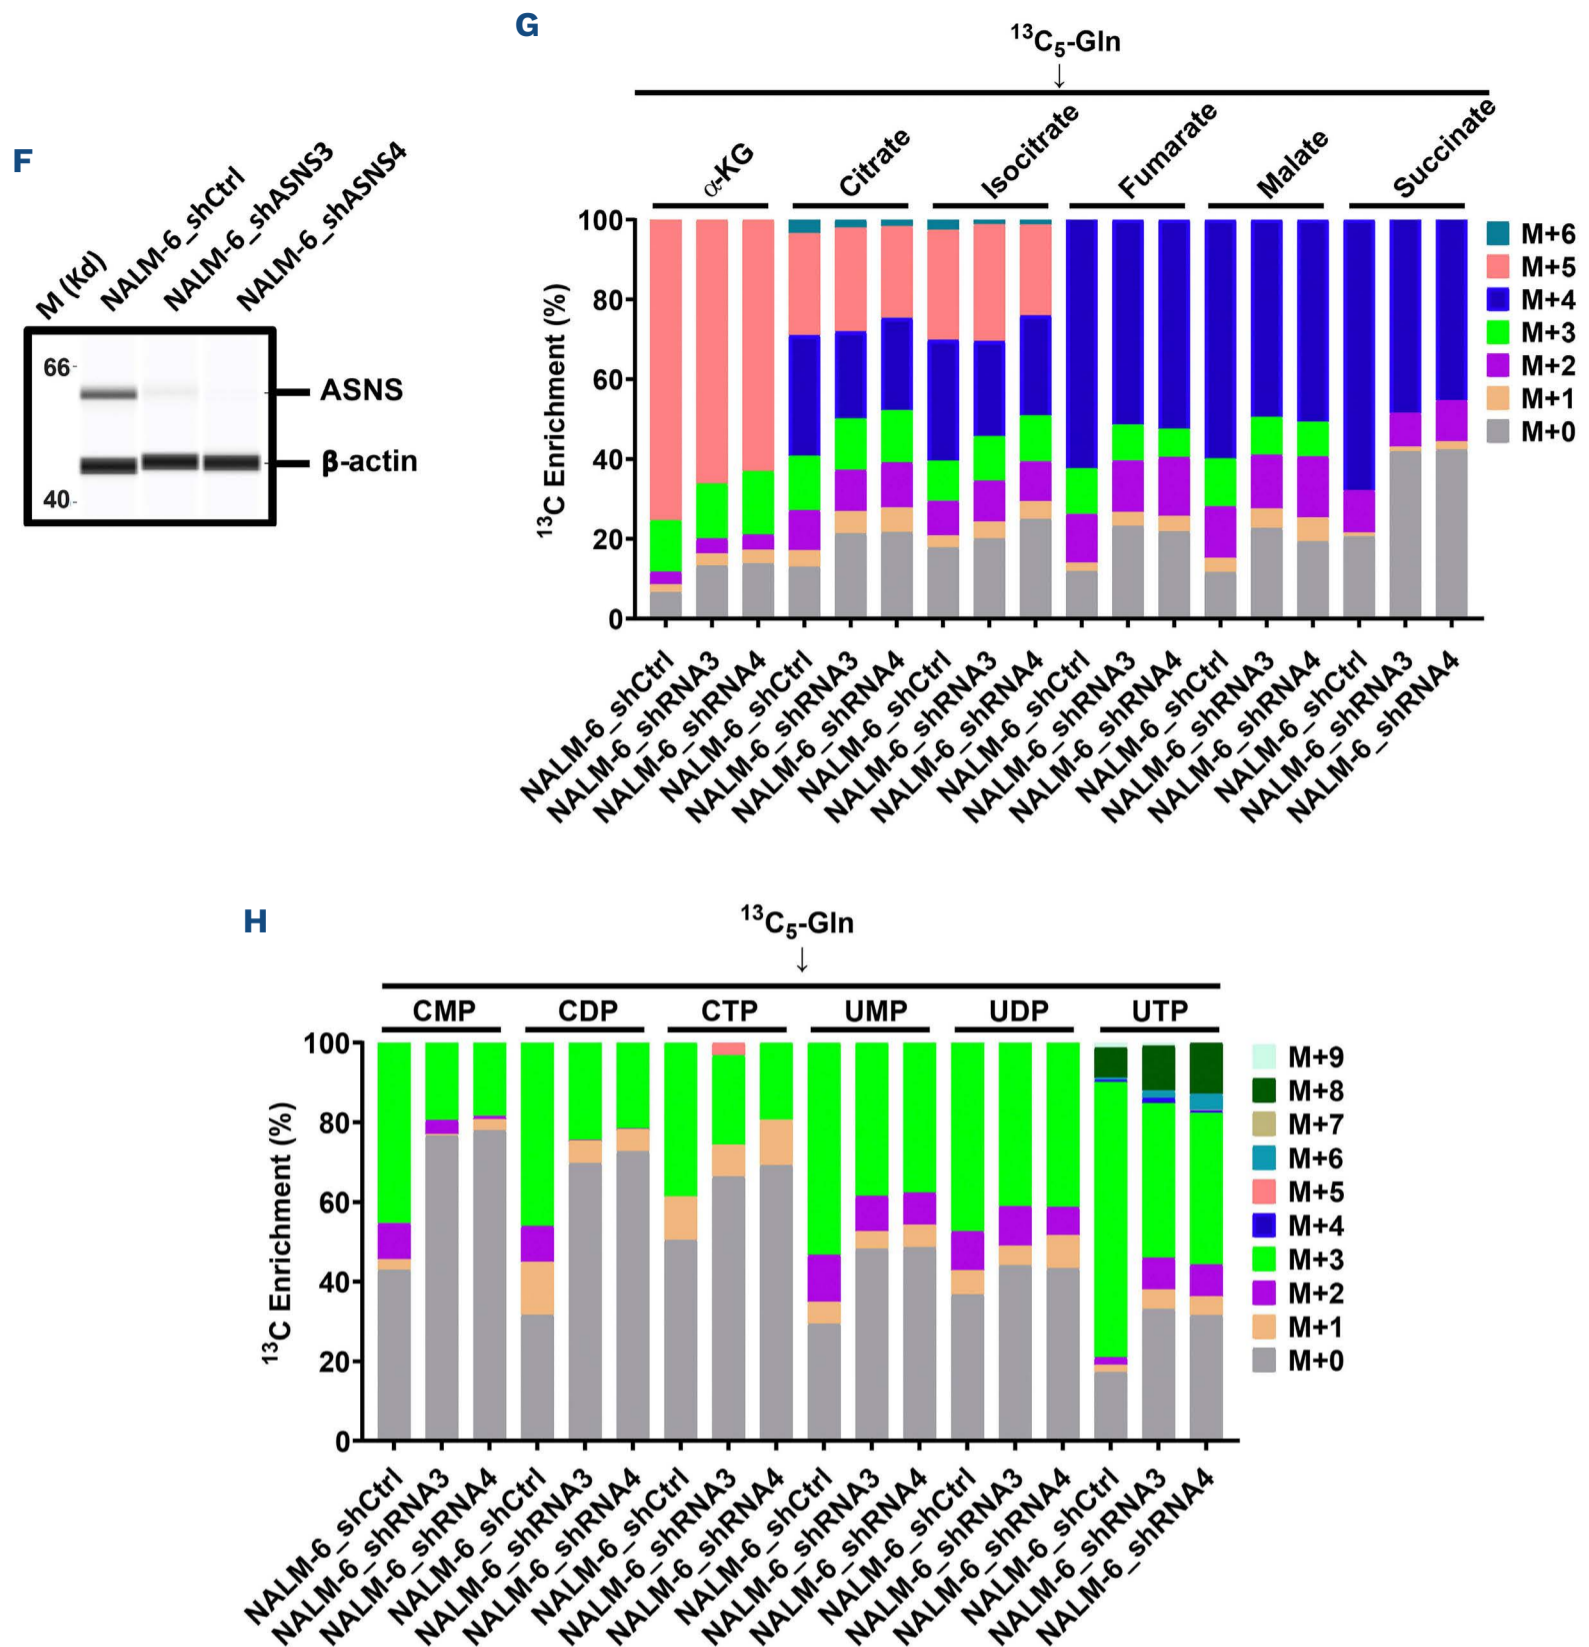 F
M (Kd)
NALM-6_shCtrl
NALM-6_shASNS3
NALM-6_shASNS4
66
40
ASNS
β-actin
G
¹³C₅-Gln
↓
α-KG
Citrate
Isocitrate
Fumarate
Malate
Succinate
¹³C Enrichment (%)
100
80
60
40
20
0
M+6
M+5
M+4
M+3
M+2
M+1
M+0
NALM-6_shCtrl
NALM-6_shRNA3
NALM-6_shRNA4
NALM-6_shCtrl
NALM-6_shRNA3
NALM-6_shRNA4
NALM-6_shCtrl
NALM-6_shRNA3
NALM-6_shRNA4
NALM-6_shCtrl
NALM-6_shRNA3
NALM-6_shRNA4
NALM-6_shCtrl
NALM-6_shRNA3
NALM-6_shRNA4
NALM-6_shCtrl
NALM-6_shRNA3
NALM-6_shRNA4
H
¹³C₅-Gln
↓
CMP CDP CTP UMP UDP UTP
¹³C Enrichment (%)
100
80
60
40
20
0
M+9
M+8
M+7
M+6
M+5
M+4
M+3
M+2
M+1
M+0
NALM-6_shCtrl
NALM-6_shRNA3
NALM-6_shRNA4
NALM-6_shCtrl
NALM-6_shRNA3
NALM-6_shRNA4
NALM-6_shCtrl
NALM-6_shRNA3
NALM-6_shRNA4
NALM-6_shCtrl
NALM-6_shRNA3
NALM-6_shRNA4
NALM-6_shCtrl
NALM-6_shRNA3
NALM-6_shRNA4
NALM-6_shCtrl
NALM-6_shRNA3
NALM-6_shRNA4